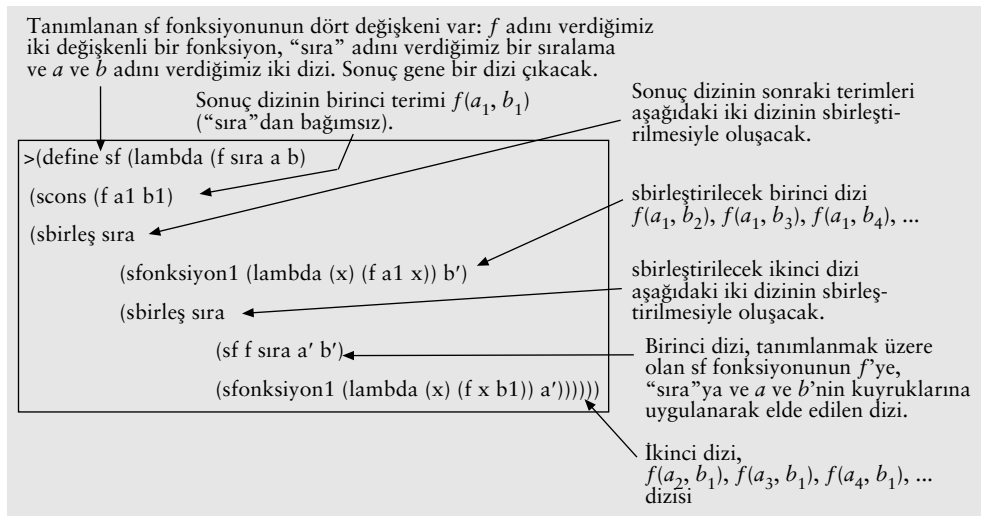 Tanımlanan sf fonksiyonunun dört değişkeni var: f adını verdiğimiz
iki değişkenli bir fonksiyon, “sıra” adını verdiğimiz bir sıralama
ve a ve b adını verdiğimiz iki dizi. Sonuç gene bir dizi çıkacak.
Sonuç dizinin birinci terimi f(a₁, b₁)
(“sıra”dan bağımsız).
Sonuç dizinin sonraki terimleri
aşağıdaki iki dizinin sbirleşti-
rilmesiyle oluşacak.
>(define sf (lambda (f sıra a b)
(scons (f a1 b1)
(sbirleş sıra
(sfonksiyon1 (lambda (x) (f a1 x)) b′)
(sbirleş sıra
(sf f sıra a′ b′)
(sfonksiyon1 (lambda (x) (f x b1)) a′))))))
sbirleştirilecek birinci dizi
f(a₁, b₂), f(a₁, b₃), f(a₁, b₄), ...
sbirleştirilecek ikinci dizi
aşağıdaki iki dizinin sbirleş-
tirilmesiyle oluşacak.
Birinci dizi, tanımlanmak üzere
olan sf fonksiyonunun f’ye,
“sıra”ya ve a ve b’nin kuyruklarına
uygulanarak elde edilen dizi.
İkinci dizi,
f(a₂, b₁), f(a₃, b₁), f(a₄, b₁), ...
dizisi